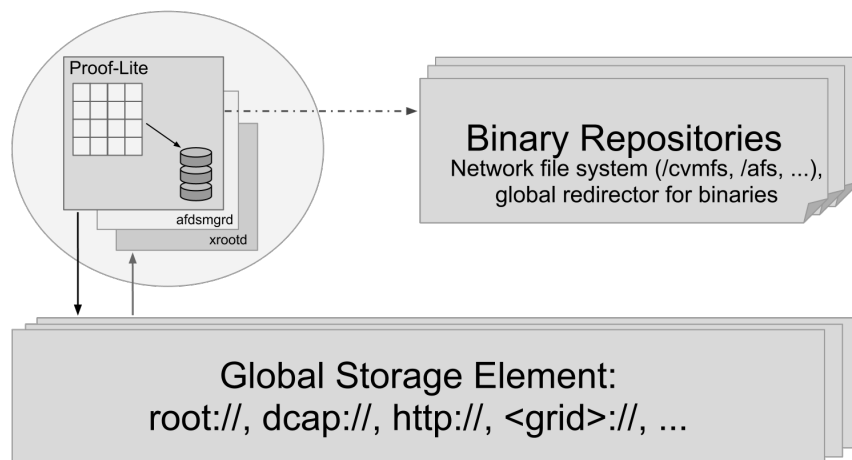 Proof-Lite
afdsmgrd
xrootd
Binary Repositories
Network file system (/cvmfs, /afs, ...),
global redirector for binaries
Global Storage Element:
root://, dcap://, http://, <grid>://, ...